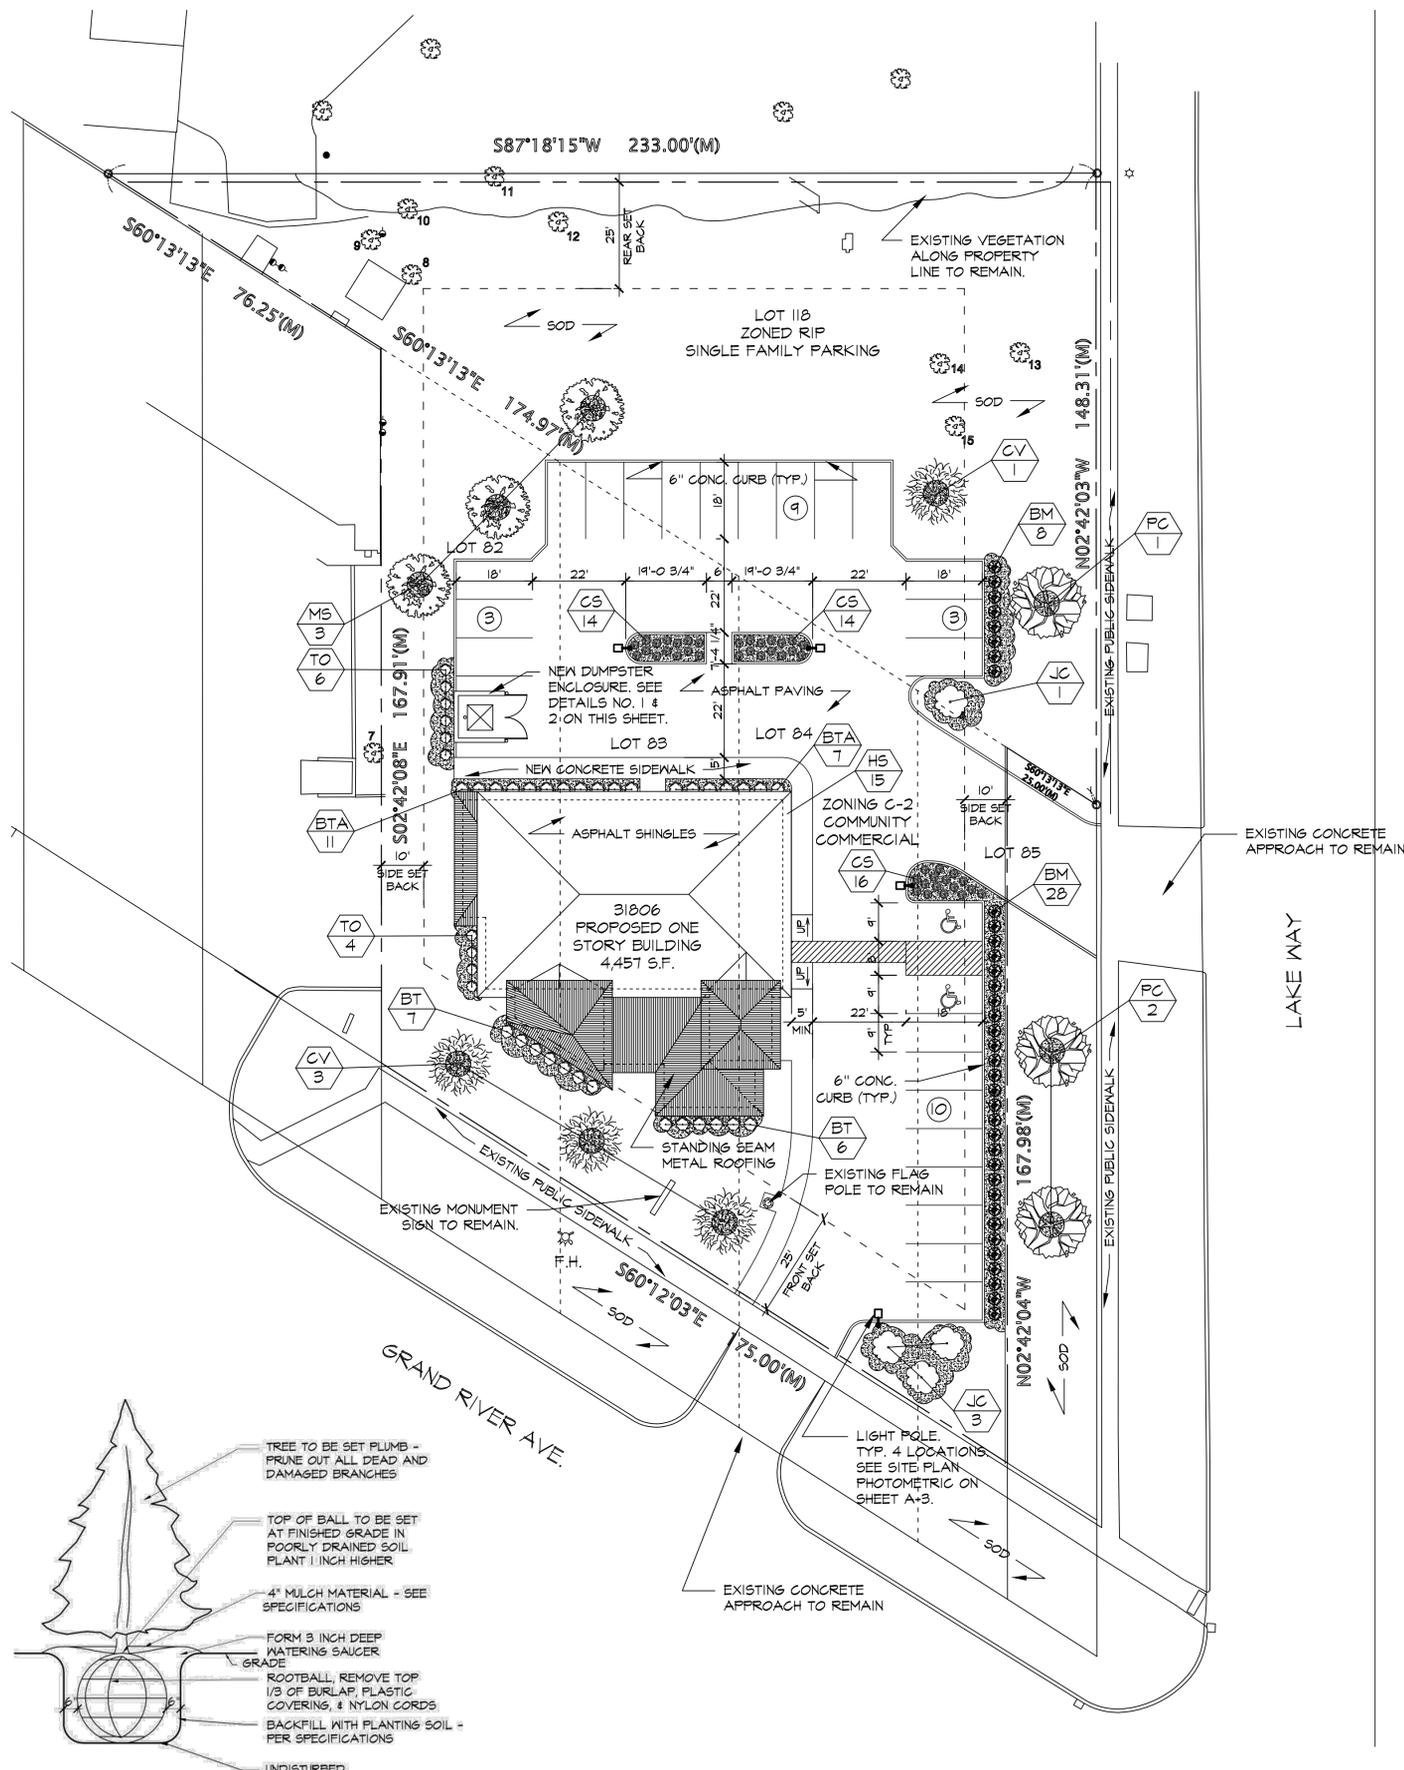 S87°18'15"W 233.00'(M)
11
10
12
9
8
S60°13'13"E
76.25'(M)
25'
REAR SET
BACK
EXISTING VEGETATION
ALONG PROPERTY
LINE TO REMAIN.
SOD
LOT 118
ZONED RIP
SINGLE FAMILY PARKING
S60°13'13"E
174.97'(M)
14
13
SOD
15
N02°42'03"W 148.31'(M)
CV
1
6" CONC. CURB (TYP.)
18'
9
BM
8
PC
1
LOT 82
18'
22'
19'-0 3/4"
6'
19'-0 3/4"
22'
18'
22'
MS
3
3
CS
14
CS
14
3
TO
6
7'-4 1/4"
S02°42'08"E 167.91'(M)
NEW DUMPSTER
ENCLOSURE. SEE
DETAILS NO. 1 &
2 ON THIS SHEET.
ASPHALT PAVING
22'
JC
1
EXISTING PUBLIC SIDEWALK
7
LOT 83
LOT 84
BTA
7
HS
15
NEW CONCRETE SIDEWALK
5'
S60°13'13"E
25.00'(M)
10'
SIDE SET
BACK
BTA
11
ASPHALT SHINGLES
ZONING C-2
COMMUNITY
COMMERCIAL
EXISTING CONCRETE
APPROACH TO REMAIN
LOT 85
10'
SIDE SET
BACK
CS
16
BM
28
TO
4
31806
PROPOSED ONE
STORY BUILDING
4,457 S.F.
9'
UP
8'
UP
9'
LAKE WAY
BT
7
5'
MIN.
22'
18'
9'
TYP
PC
2
CV
3
6" CONC.
CURB (TYP.)
10
BT
6
STANDING SEAM
METAL ROOFING
EXISTING PUBLIC SIDEWALK
EXISTING FLAG
POLE TO REMAIN
N02°42'04"W 167.98'(M)
EXISTING PUBLIC SIDEWALK
EXISTING MONUMENT
SIGN TO REMAIN.
F.H.
25'
FRONT SET
BACK
S60°12'03"E
175.00'(M)
SOD
SOD
GRAND RIVER AVE.
JC
3
LIGHT POLE.
TYP. 4 LOCATIONS.
SEE SITE PLAN
PHOTOMETRIC ON
SHEET A-3.
SOD
EXISTING CONCRETE
APPROACH TO REMAIN
TREE TO BE SET PLUMB -
PRUNE OUT ALL DEAD AND
DAMAGED BRANCHES
TOP OF BALL TO BE SET
AT FINISHED GRADE IN
POORLY DRAINED SOIL
PLANT 1 INCH HIGHER
4" MULCH MATERIAL - SEE
SPECIFICATIONS
FORM 3 INCH DEEP
WATERING SAUCER
GRADE
ROOTBALL, REMOVE TOP
1/3 OF BURLAP, PLASTIC
COVERING, & NYLON CORDS
6"
6"
BACKFILL WITH PLANTING SOIL -
PER SPECIFICATIONS
UNDISTURBED